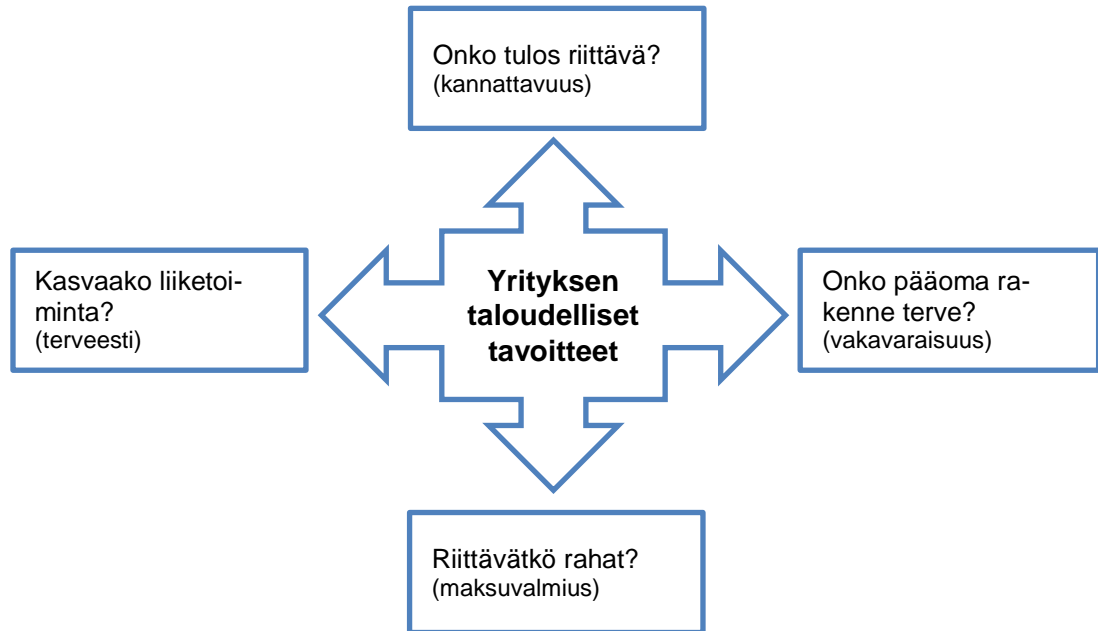 Onko tulos riittävä?
(kannattavuus)
Kasvaako liiketoi-
minta?
(terveesti)
Yrityksen
taloudelliset
tavoitteet
Onko pääoma ra-
kenne terve?
(vakavaraisuus)
Riittävätkö rahat?
(maksuvalmius)